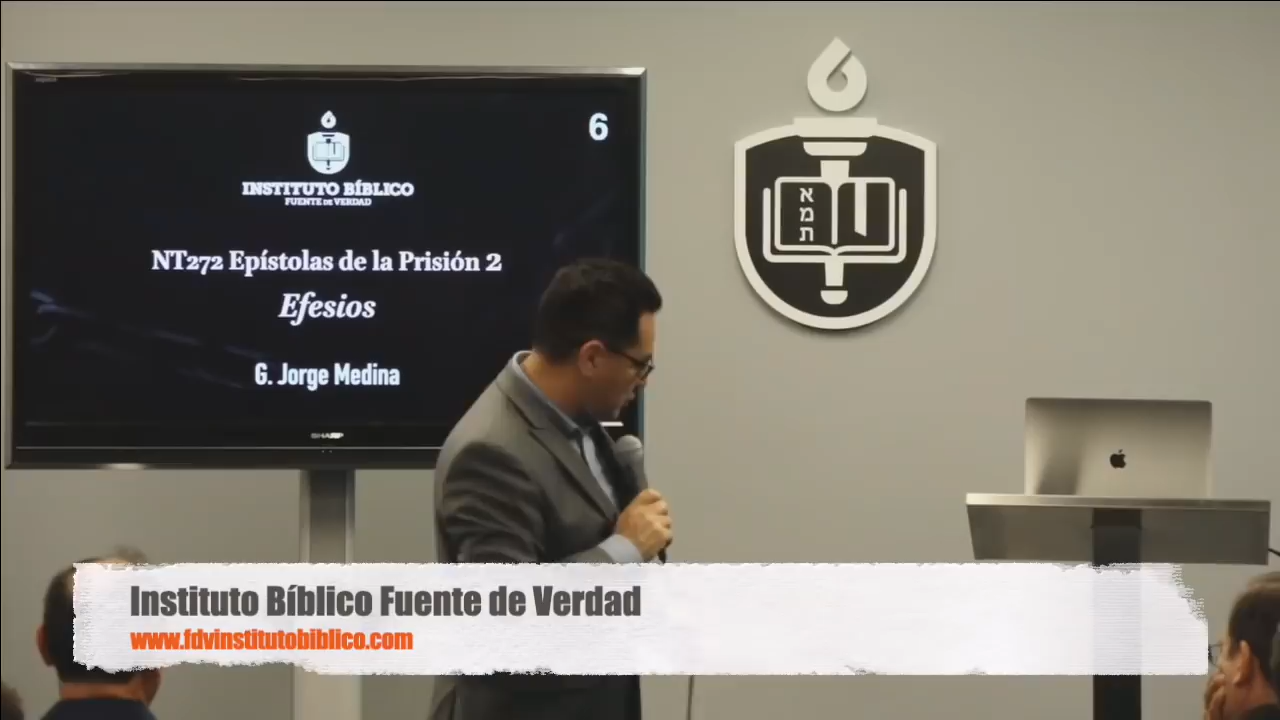 6
INSTITUTO BÍBLICO
FUENTE DE VERDAD
NT272 Epístolas de la Prisión 2
Efesios
G. Jorge Medina
SHARP
א
מ
ת
Instituto Bíblico Fuente de Verdad
www.fdvinstitutobiblico.com